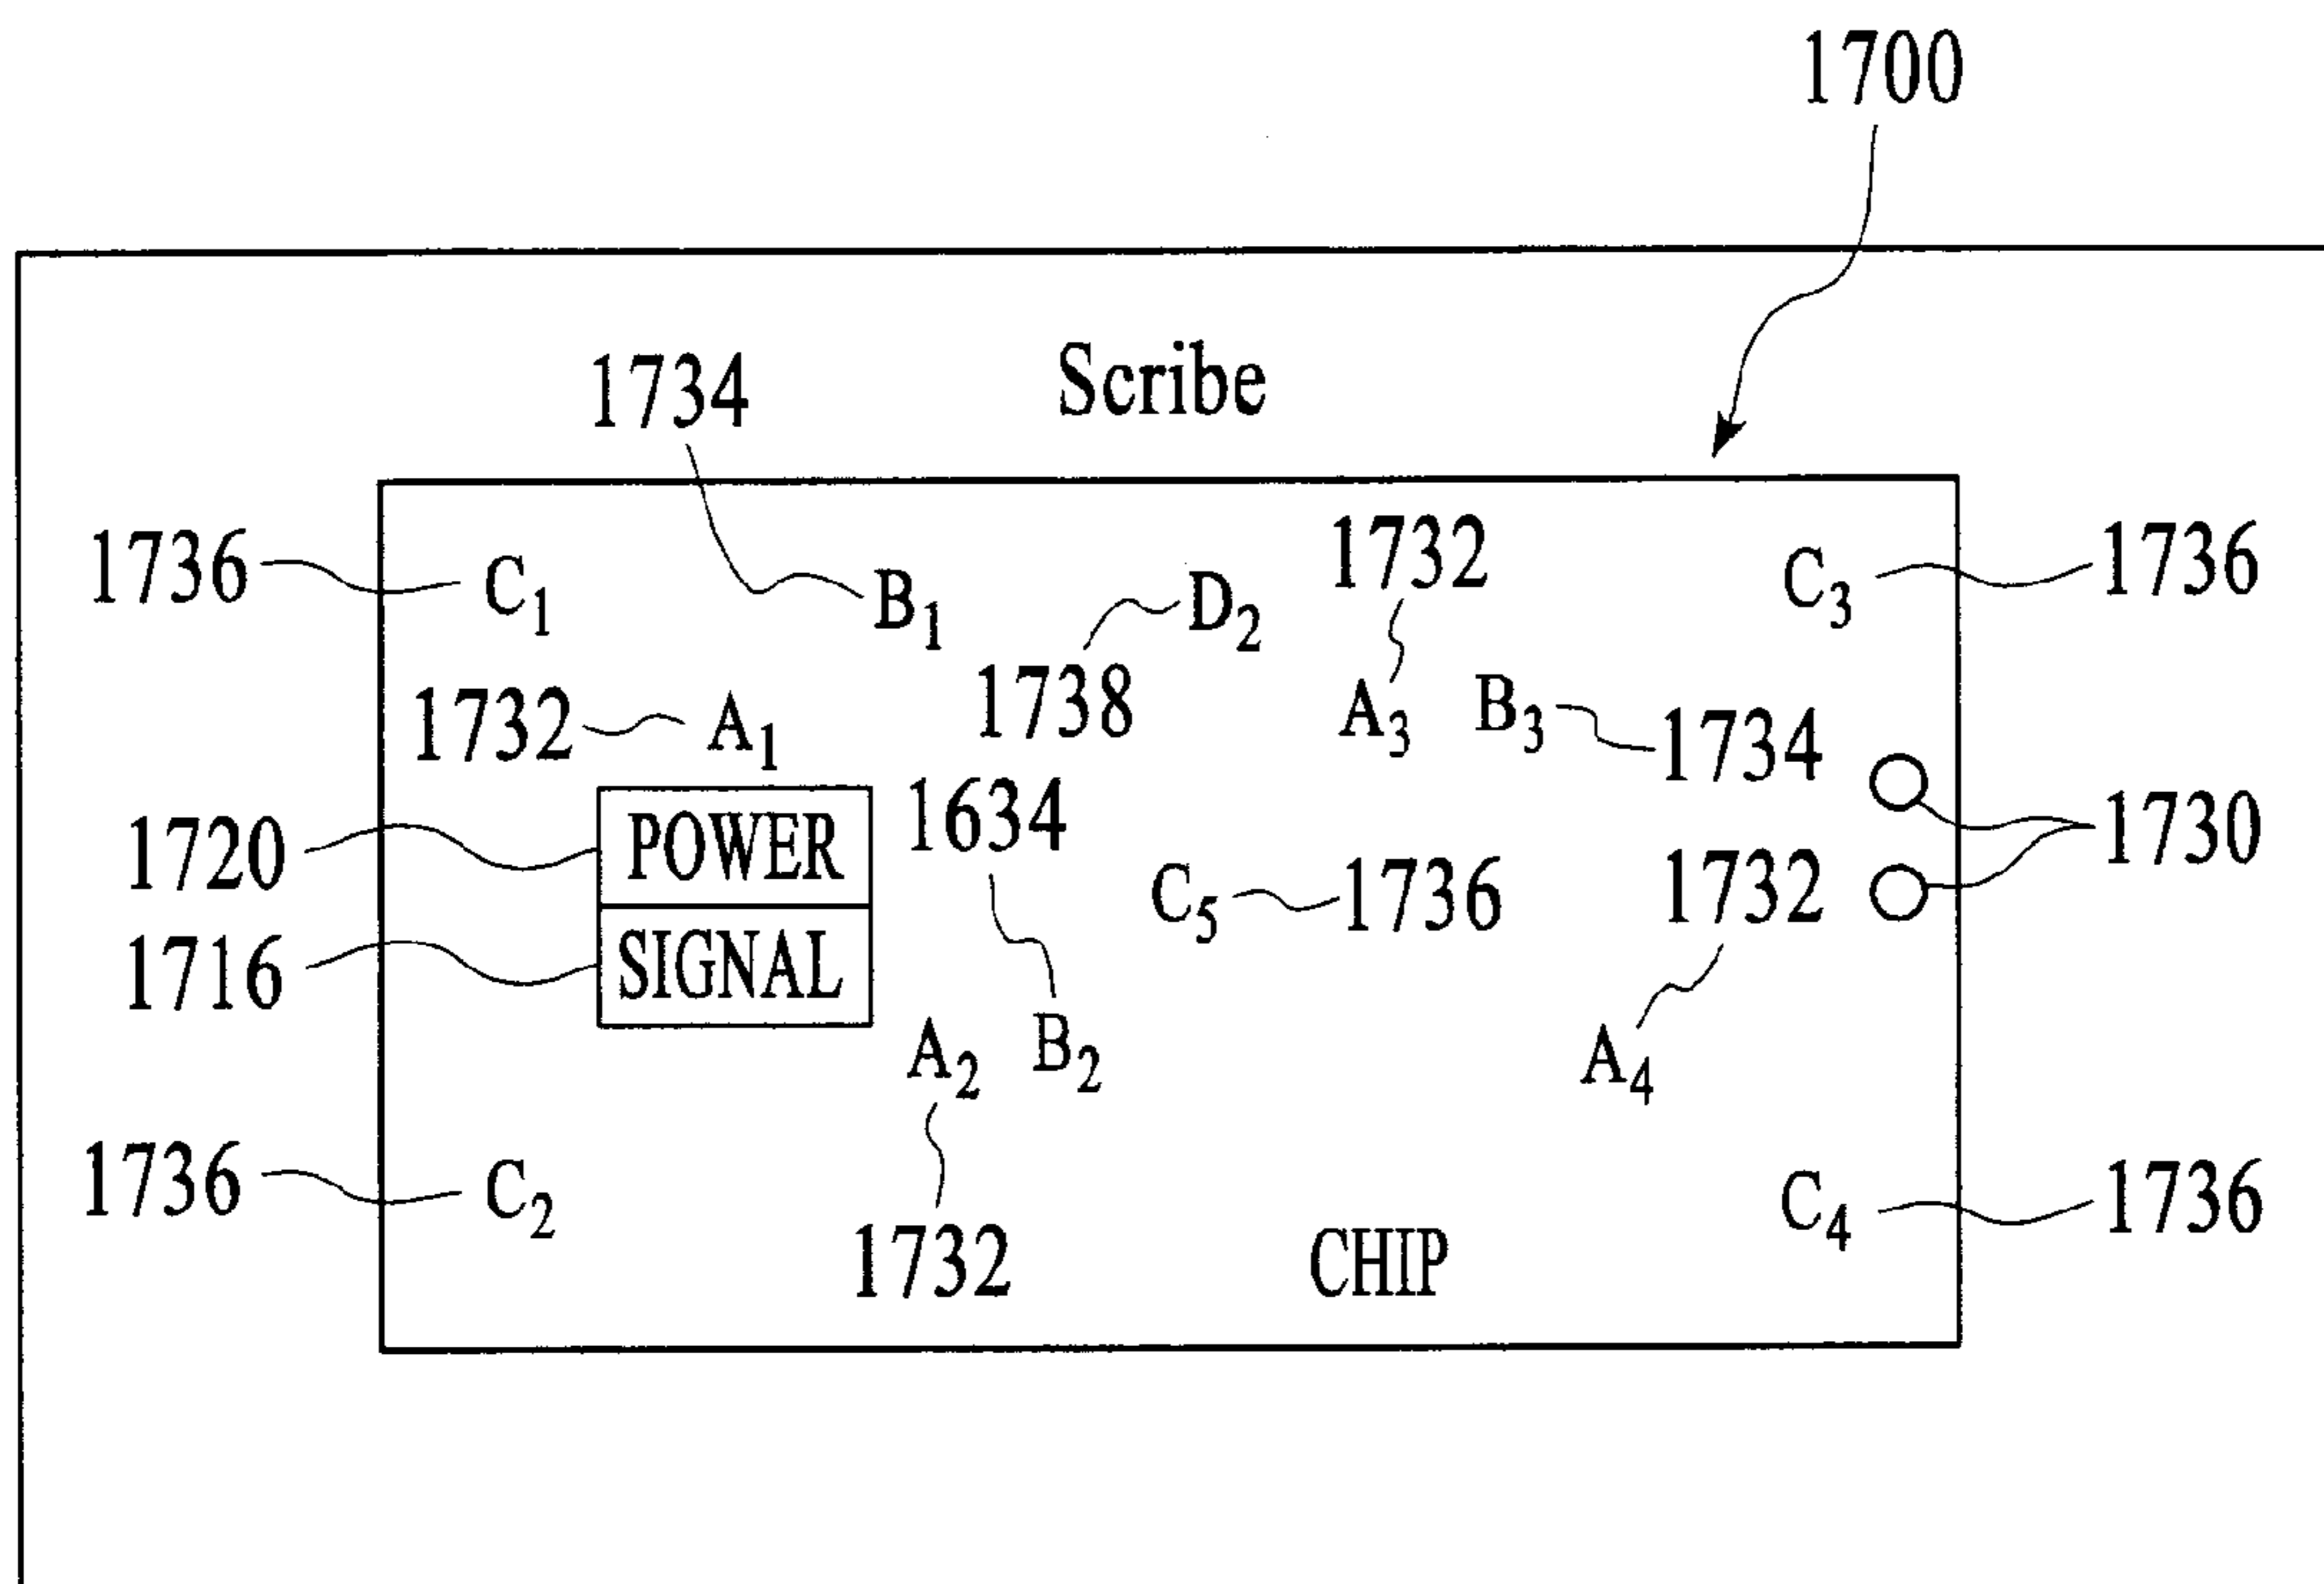 1700
1734 Scribe
1736 C1 B1 D2 1732 C3 1736
1732 A1 1738 A3 B3 1734
1720 POWER 1634 1730
1716 SIGNAL C5 1736 1732
A2 B2 A4
1736 C2 C4 1736
1732 CHIP